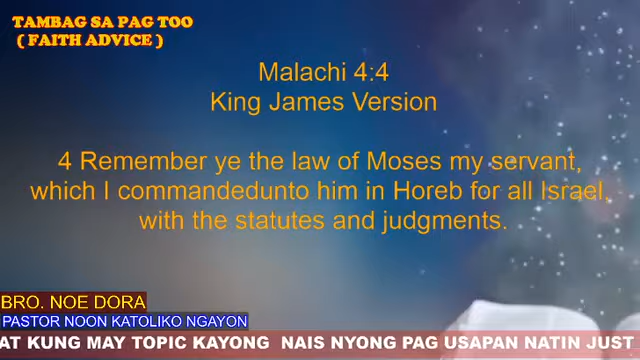 TAMBAG SA PAG TOO
( FAITH ADVICE )
Malachi 4:4
King James Version
4 Remember ye the law of Moses my servant,
which I commandedunto him in Horeb for all Israel,
with the statutes and judgments.
BRO. NOE DORA
PASTOR NOON KATOLIKO NGAYON
AT KUNG MAY TOPIC KAYONG  NAIS NYONG PAG USAPAN NATIN JUST